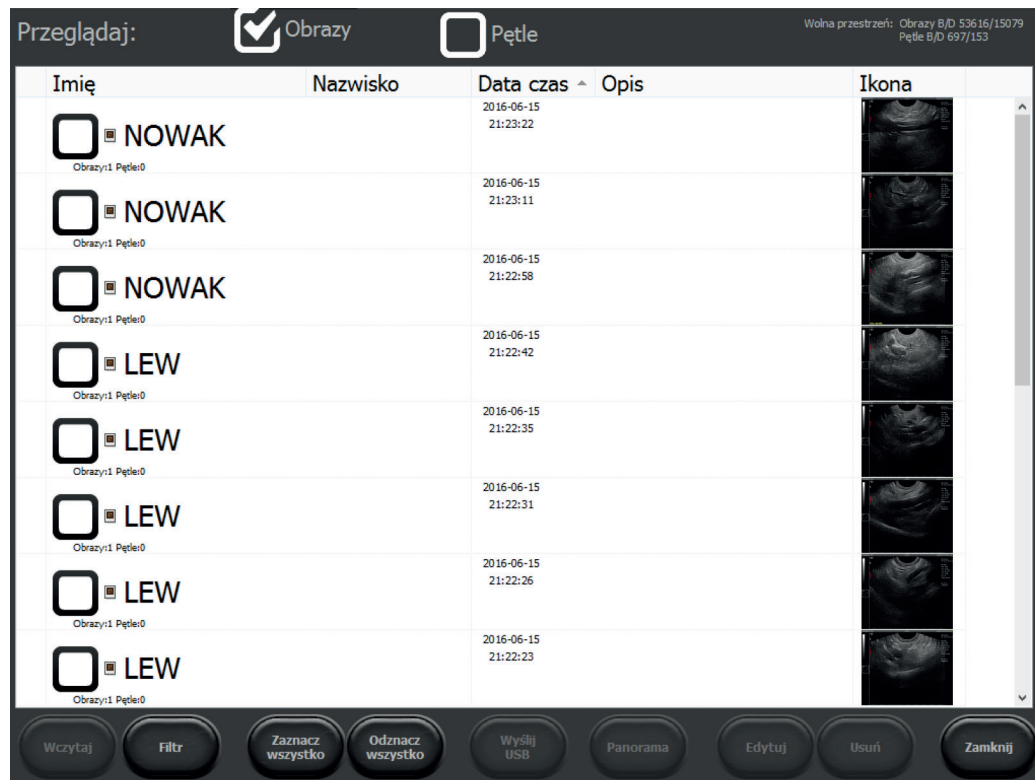 Przeglądaj:
Obrazy
Pętle
Wolna przestrzeń: Obrazy B/D 53616/15079
Pętle B/D 697/153
Imię Nazwisko Data czas Opis Ikona
NOWAK
Obrazy:1 Pętle:0
2016-06-15
21:23:22
NOWAK
Obrazy:1 Pętle:0
2016-06-15
21:23:11
NOWAK
Obrazy:1 Pętle:0
2016-06-15
21:22:58
LEW
Obrazy:1 Pętle:0
2016-06-15
21:22:42
LEW
Obrazy:1 Pętle:0
2016-06-15
21:22:35
LEW
Obrazy:1 Pętle:0
2016-06-15
21:22:31
LEW
Obrazy:1 Pętle:0
2016-06-15
21:22:26
LEW
Obrazy:1 Pętle:0
2016-06-15
21:22:23
Wczytaj
Filtr
Zaznacz
wszystko
Odznacz
wszystko
Wyślij
USB
Panorama
Edytuj
Usuń
Zamknij